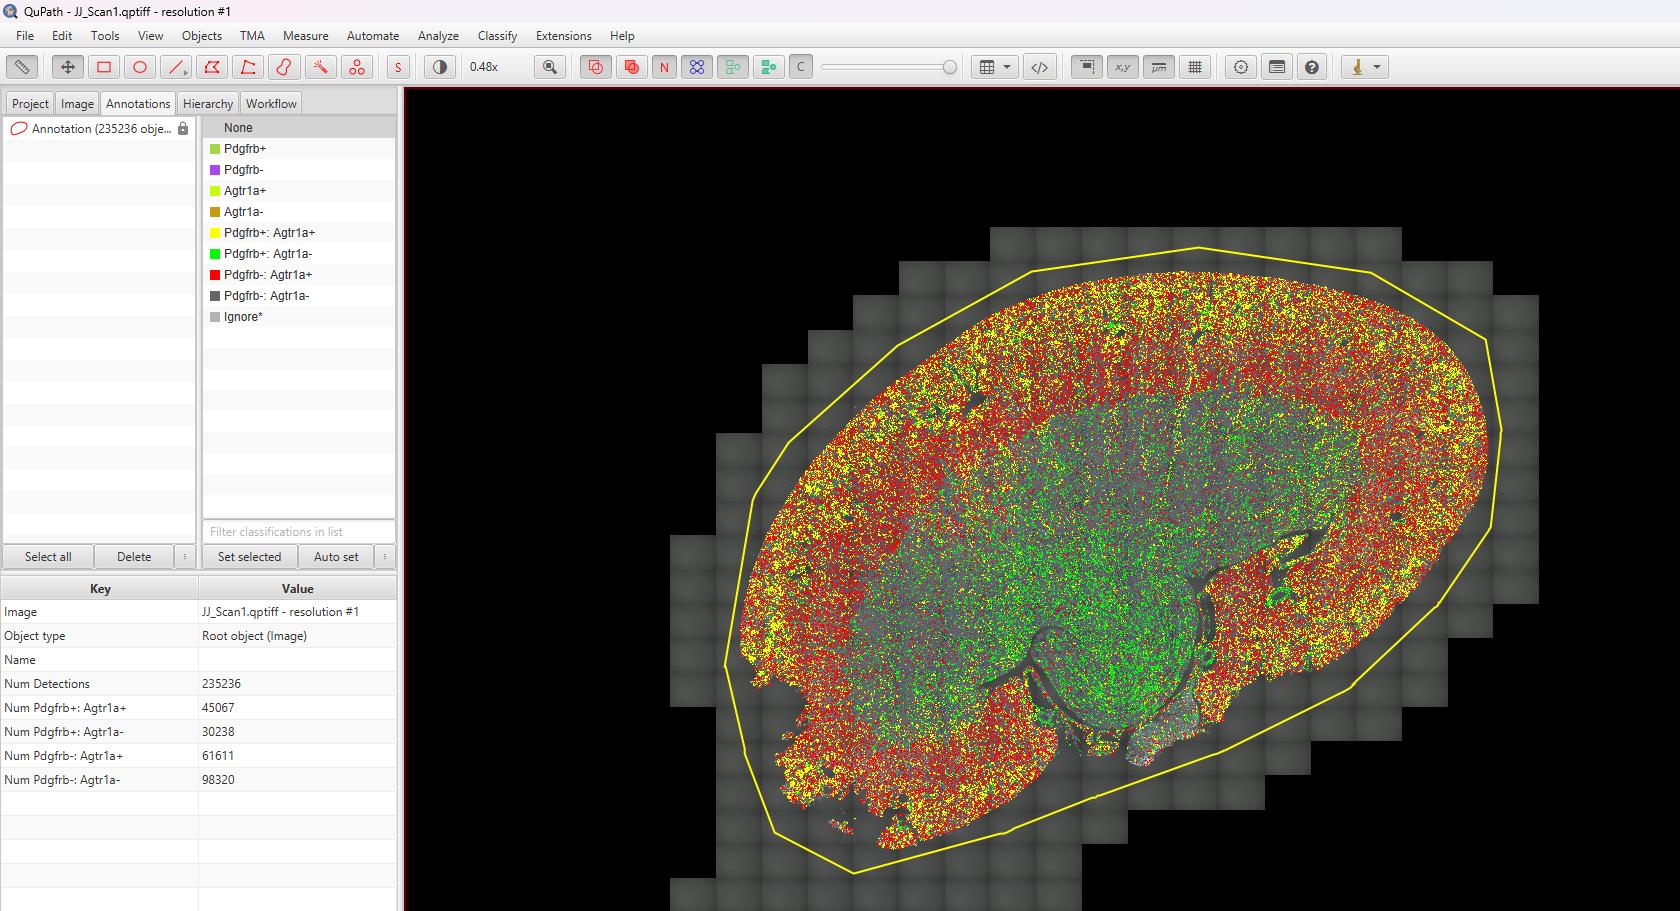 QuPath - JJ_Scan1.qptiff - resolution #1
File Edit Tools View Objects TMA Measure Automate Analyze Classify Extensions Help
S 0.48x N C </> x,y μm
Project Image Annotations Hierarchy Workflow
Annotation (235236 obje...
None
Pdgfrb+
Pdgfrb-
Agtr1a+
Agtr1a-
Pdgfrb+: Agtr1a+
Pdgfrb+: Agtr1a-
Pdgfrb-: Agtr1a+
Pdgfrb-: Agtr1a-
Ignore*
Filter classifications in list
Select all Delete ⋮ Set selected Auto set ⋮
Key Value
Image JJ_Scan1.qptiff - resolution #1
Object type Root object (Image)
Name
Num Detections 235236
Num Pdgfrb+: Agtr1a+ 45067
Num Pdgfrb+: Agtr1a- 30238
Num Pdgfrb-: Agtr1a+ 61611
Num Pdgfrb-: Agtr1a- 98320